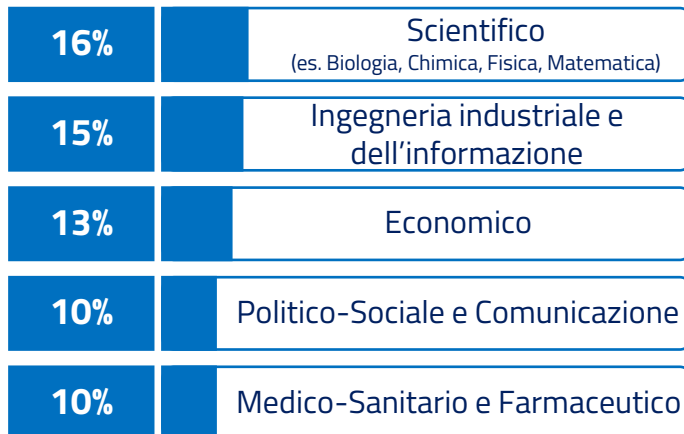 16%
Scientifico
(es. Biologia, Chimica, Fisica, Matematica)
15%
Ingegneria industriale e
dell’informazione
13%
Economico
10%
Politico-Sociale e Comunicazione
10%
Medico-Sanitario e Farmaceutico